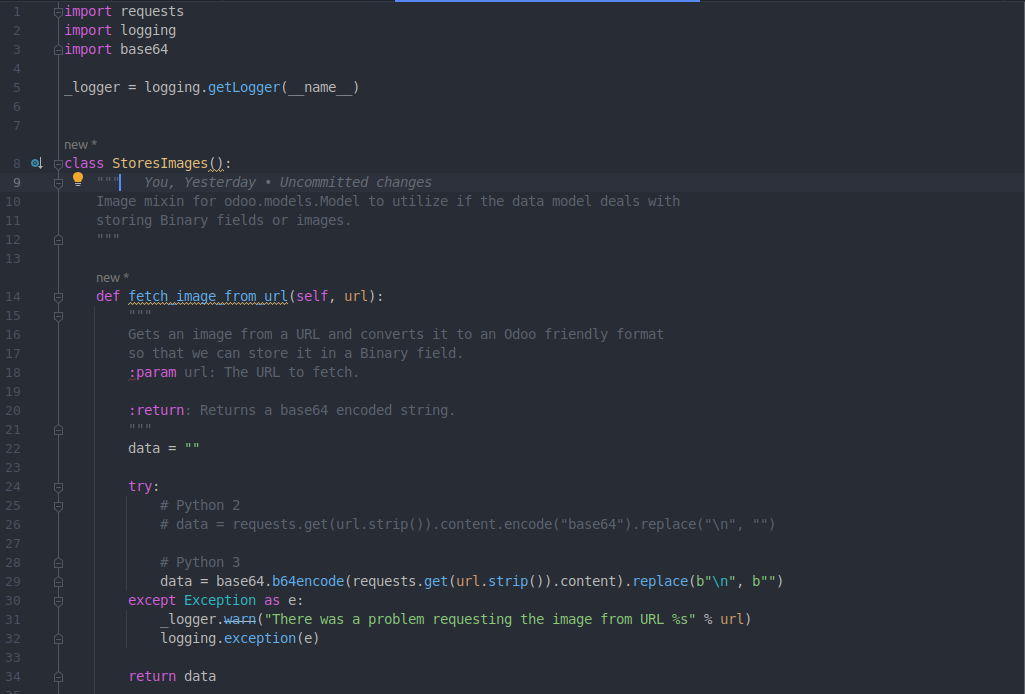 1 import requests
2 import logging
3 import base64
4
5 _logger = logging.getLogger(__name__)
6
7
new *
8 class StoresImages():
9     """   You, Yesterday • Uncommitted changes
10     Image mixin for odoo.models.Model to utilize if the data model deals with
11     storing Binary fields or images.
12     """
13
new *
14     def fetch_image_from_url(self, url):
15         """
16         Gets an image from a URL and converts it to an Odoo friendly format
17         so that we can store it in a Binary field.
18         :param url: The URL to fetch.
19
20         :return: Returns a base64 encoded string.
21         """
22         data = ""
23
24         try:
25             # Python 2
26             # data = requests.get(url.strip()).content.encode("base64").replace("\n", "")
27
28             # Python 3
29             data = base64.b64encode(requests.get(url.strip()).content).replace(b"\n", b"")
30         except Exception as e:
31             _logger.warn("There was a problem requesting the image from URL %s" % url)
32             logging.exception(e)
33
34         return data